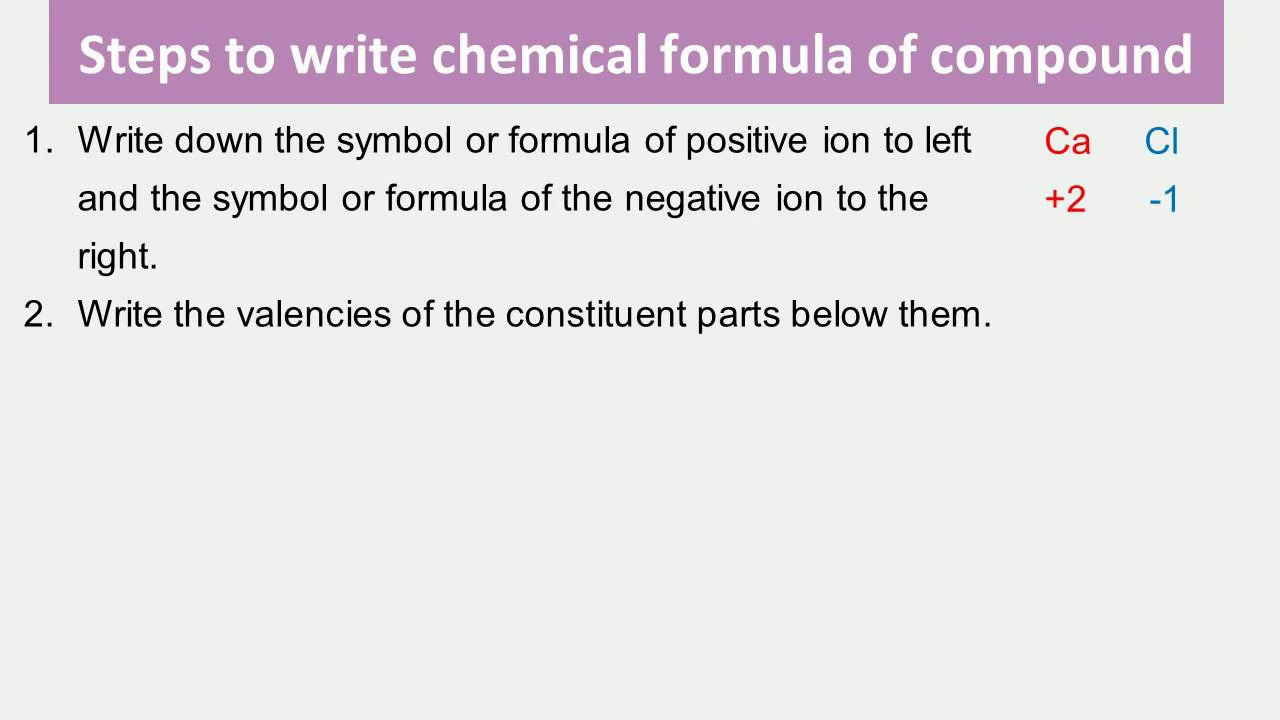 Steps to write chemical formula of compound
1. Write down the symbol or formula of positive ion to left Ca Cl
and the symbol or formula of the negative ion to the +2 -1
right.
2. Write the valencies of the constituent parts below them.